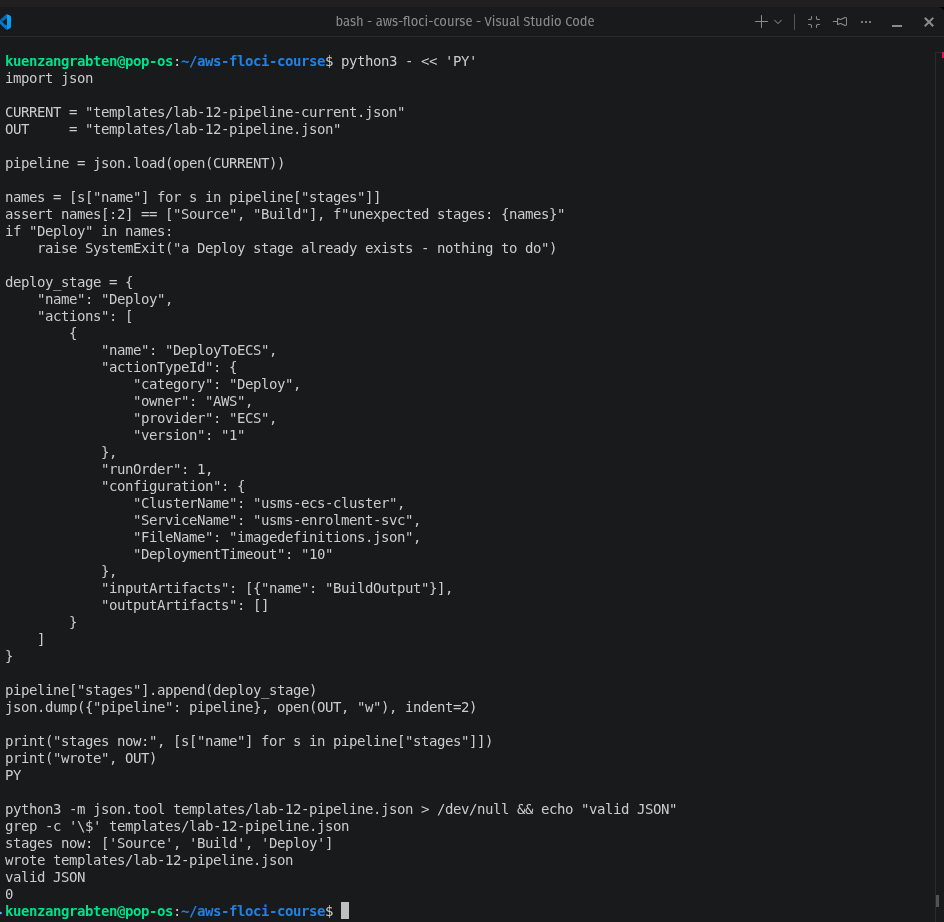 bash - aws-floci-course - Visual Studio Code
kuenzangrabten@pop-os:~/aws-floci-course$ python3 - << 'PY'
import json

CURRENT = "templates/lab-12-pipeline-current.json"
OUT     = "templates/lab-12-pipeline.json"

pipeline = json.load(open(CURRENT))

names = [s["name"] for s in pipeline["stages"]]
assert names[:2] == ["Source", "Build"], f"unexpected stages: {names}"
if "Deploy" in names:
    raise SystemExit("a Deploy stage already exists - nothing to do")

deploy_stage = {
    "name": "Deploy",
    "actions": [
        {
            "name": "DeployToECS",
            "actionTypeId": {
                "category": "Deploy",
                "owner": "AWS",
                "provider": "ECS",
                "version": "1"
            },
            "runOrder": 1,
            "configuration": {
                "ClusterName": "usms-ecs-cluster",
                "ServiceName": "usms-enrolment-svc",
                "FileName": "imagedefinitions.json",
                "DeploymentTimeout": "10"
            },
            "inputArtifacts": [{"name": "BuildOutput"}],
            "outputArtifacts": []
        }
    ]
}

pipeline["stages"].append(deploy_stage)
json.dump({"pipeline": pipeline}, open(OUT, "w"), indent=2)

print("stages now:", [s["name"] for s in pipeline["stages"]])
print("wrote", OUT)
PY

python3 -m json.tool templates/lab-12-pipeline.json > /dev/null && echo "valid JSON"
grep -c '\$' templates/lab-12-pipeline.json
stages now: ['Source', 'Build', 'Deploy']
wrote templates/lab-12-pipeline.json
valid JSON
0
kuenzangrabten@pop-os:~/aws-floci-course$